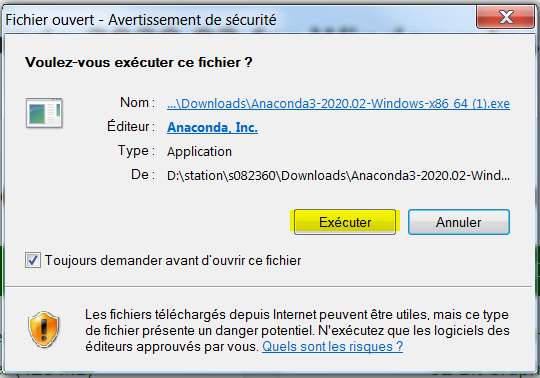 Fichier ouvert - Avertissement de sécurité
Voulez-vous exécuter ce fichier ?
Nom : ...\Downloads\Anaconda3-2020.02-Windows-x86_64 (1).exe
Éditeur : Anaconda, Inc.
Type : Application
De : D:\station\s082360\Downloads\Anaconda3-2020.02-Wind...
Exécuter Annuler
Toujours demander avant d'ouvrir ce fichier
Les fichiers téléchargés depuis Internet peuvent être utiles, mais ce type
de fichier présente un danger potentiel. N'exécutez que les logiciels des
éditeurs approuvés par vous. Quels sont les risques ?